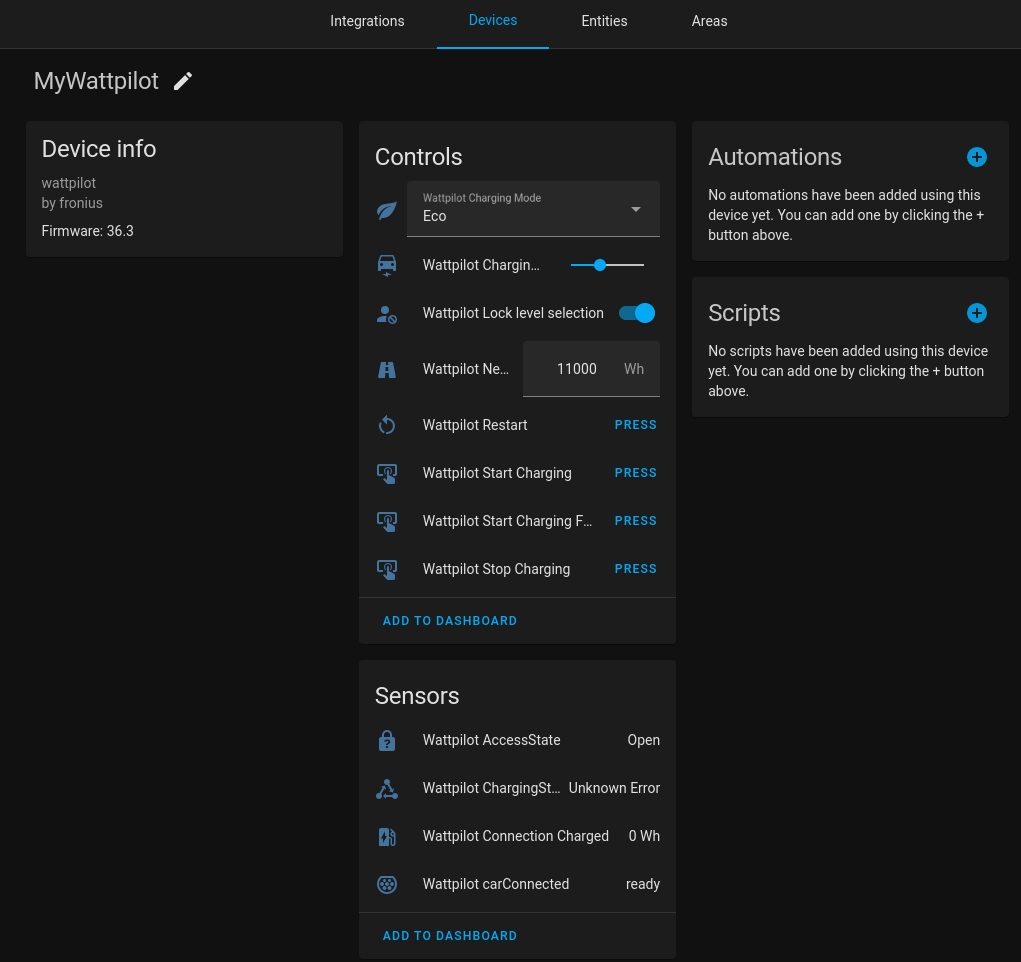 Integrations
Devices
Entities
Areas
MyWattpilot
Device info
wattpilot
by fronius
Firmware: 36.3
Controls
Wattpilot Charging Mode
Eco
Wattpilot Chargin...
Wattpilot Lock level selection
Wattpilot Ne... 11000 Wh
Wattpilot Restart PRESS
Wattpilot Start Charging PRESS
Wattpilot Start Charging F... PRESS
Wattpilot Stop Charging PRESS
ADD TO DASHBOARD
Sensors
Wattpilot AccessState Open
Wattpilot ChargingSt... Unknown Error
Wattpilot Connection Charged 0 Wh
Wattpilot carConnected ready
ADD TO DASHBOARD
Automations
No automations have been added using this
device yet. You can add one by clicking the +
button above.
Scripts
No scripts have been added using this device
yet. You can add one by clicking the + button
above.